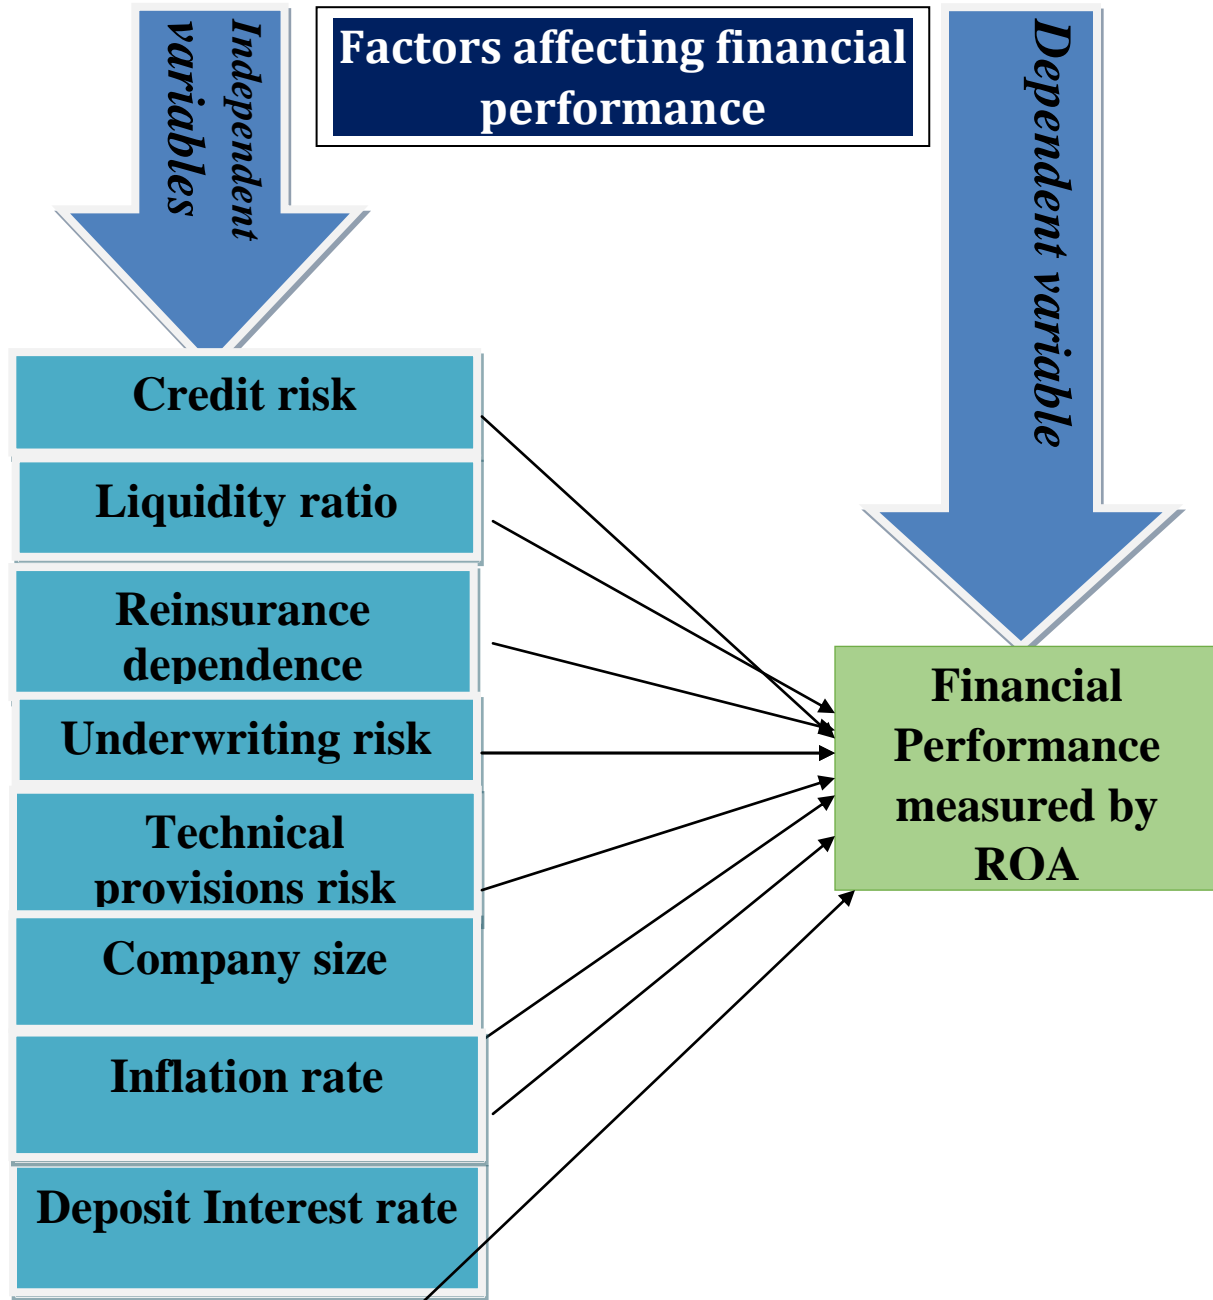 Independent
variables
Factors affecting financial
performance
Dependent variable
Credit risk
Liquidity ratio
Reinsurance
dependence
Underwriting risk
Technical
provisions risk
Company size
Inflation rate
Deposit Interest rate
Financial
Performance
measured by
ROA